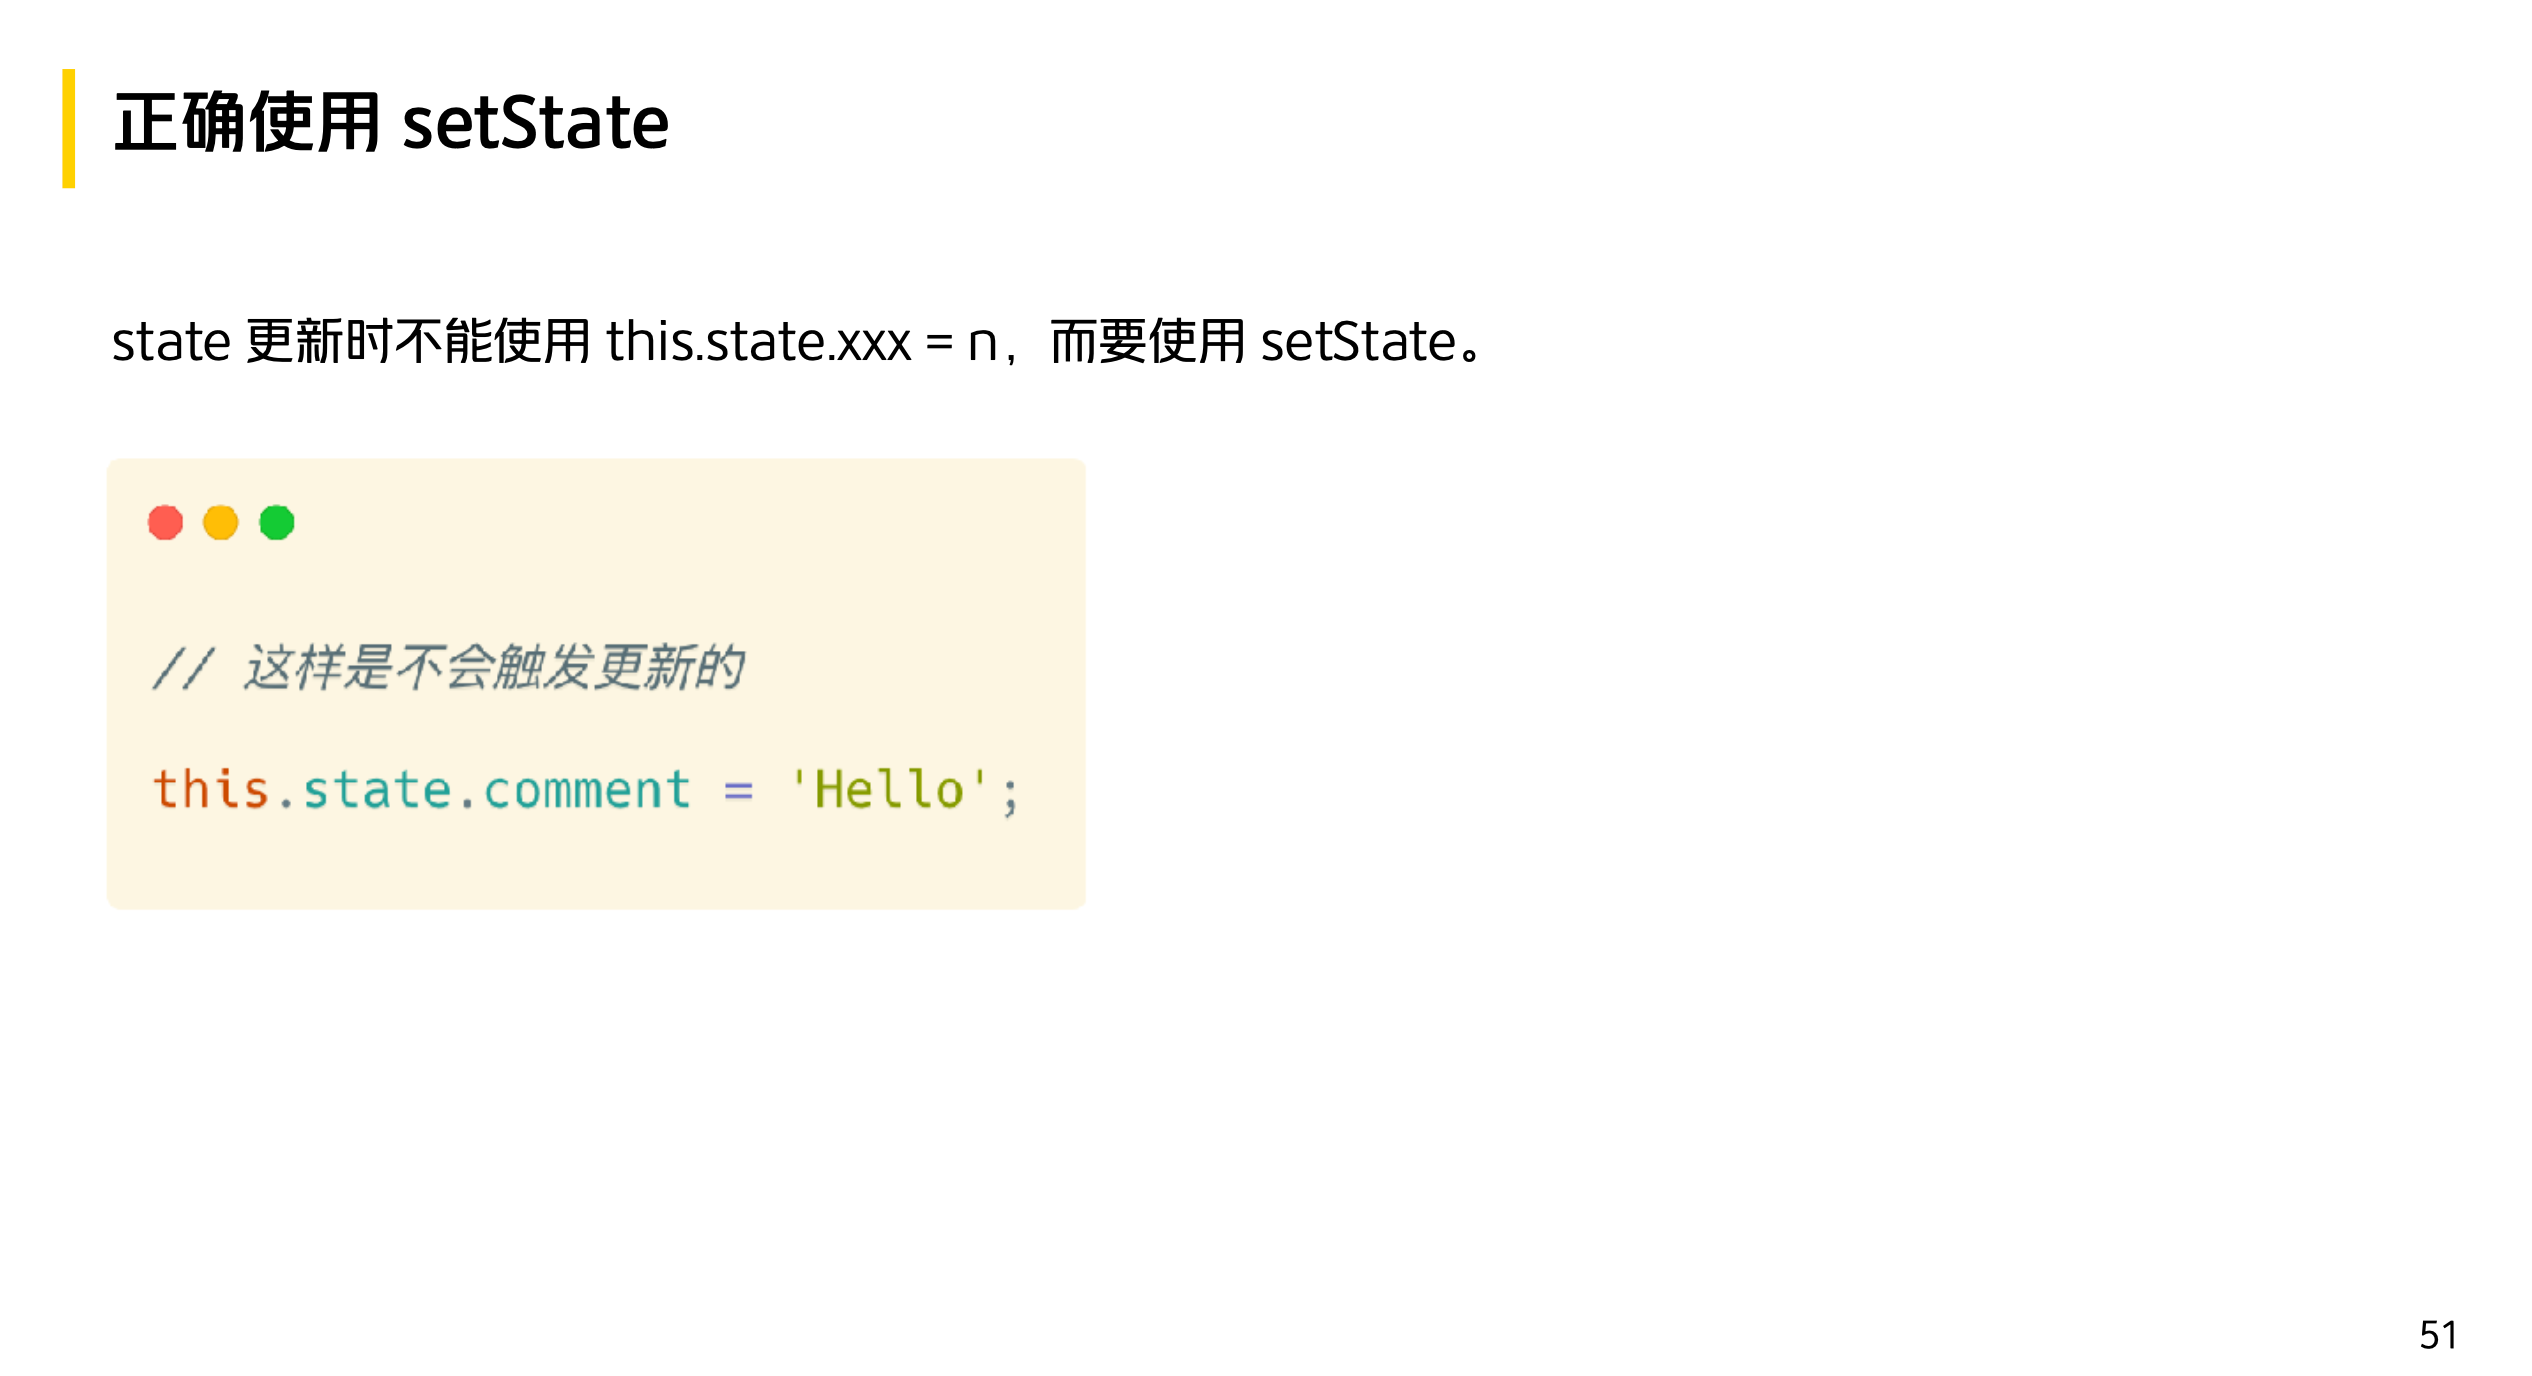 正确使用 setState
state 更新时不能使用 this.state.xxx = n，而要使用 setState。
// 这样是不会触发更新的
this.state.comment = 'Hello';
51